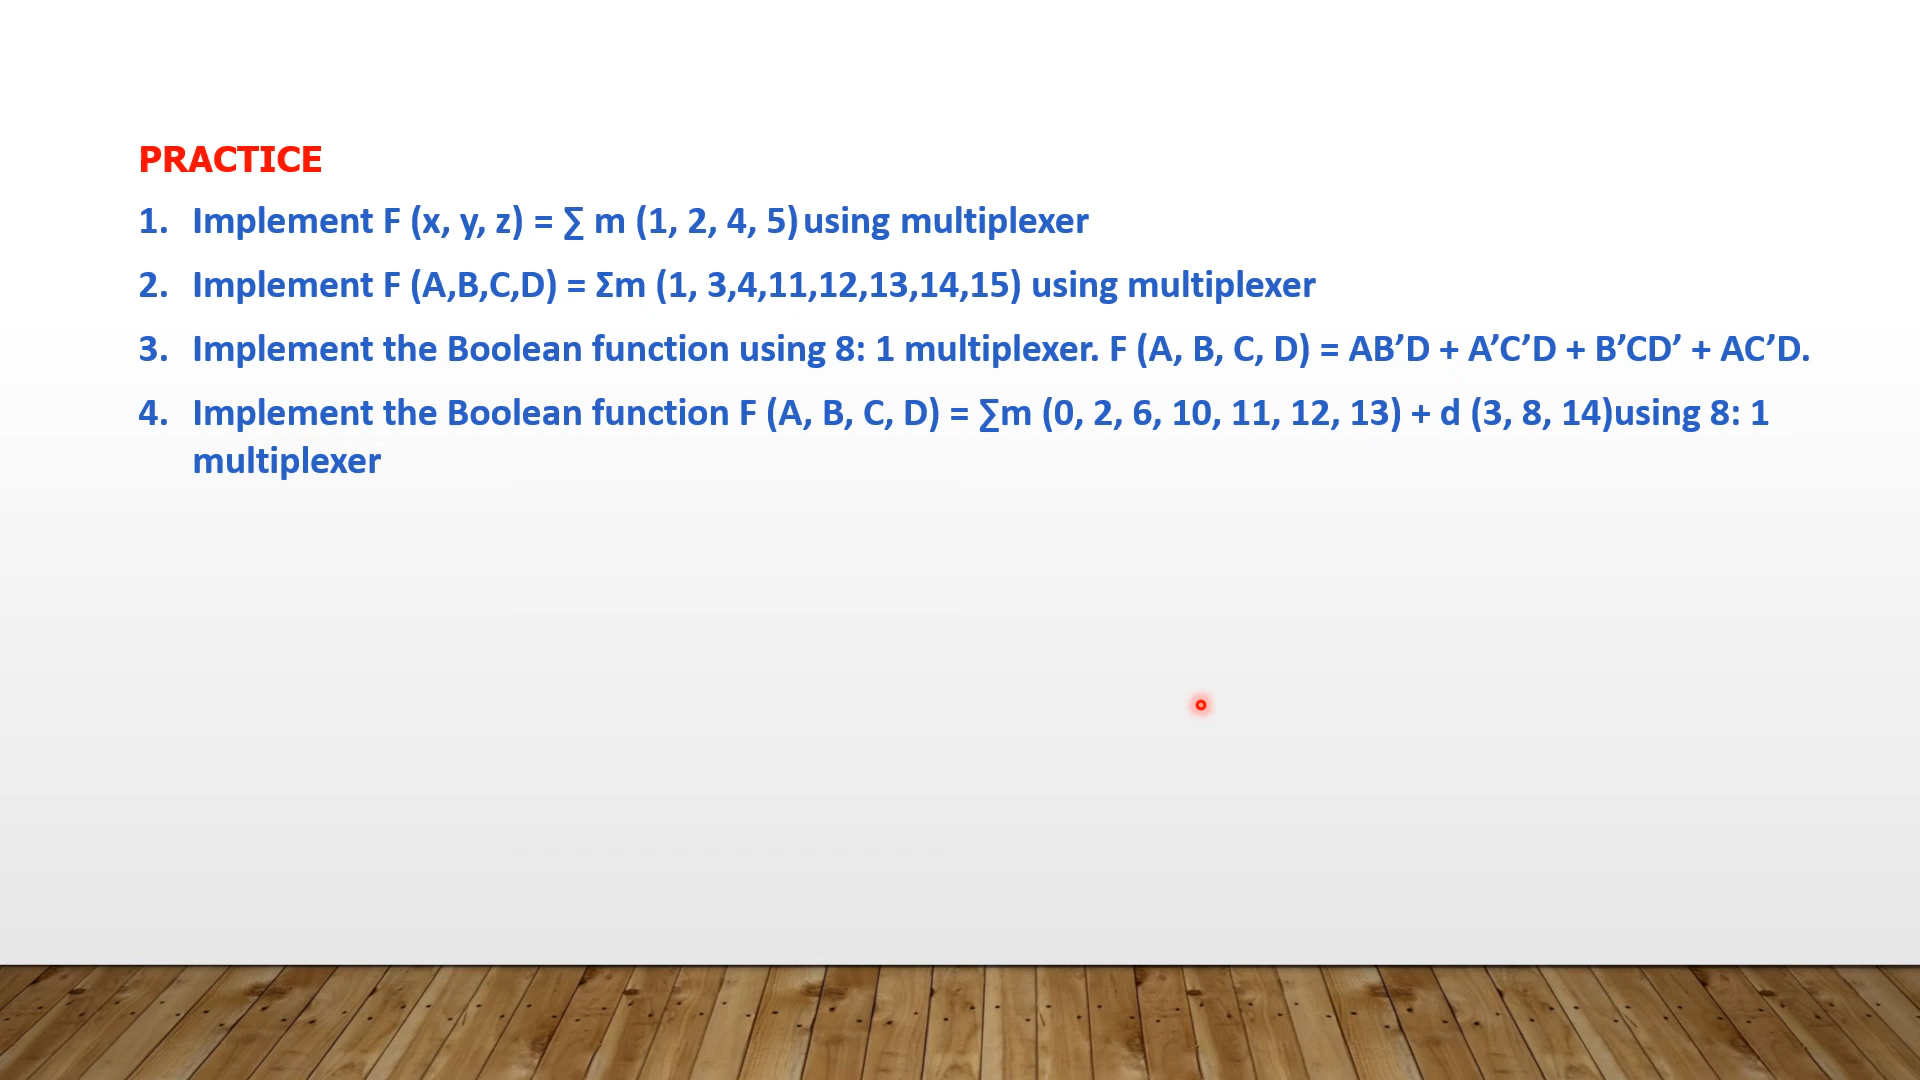 PRACTICE
1. Implement F (x, y, z) = ∑ m (1, 2, 4, 5) using multiplexer
2. Implement F (A,B,C,D) = Σm (1, 3,4,11,12,13,14,15) using multiplexer
3. Implement the Boolean function using 8: 1 multiplexer. F (A, B, C, D) = AB’D + A’C’D + B’CD’ + AC’D.
4. Implement the Boolean function F (A, B, C, D) = ∑m (0, 2, 6, 10, 11, 12, 13) + d (3, 8, 14)using 8: 1
multiplexer